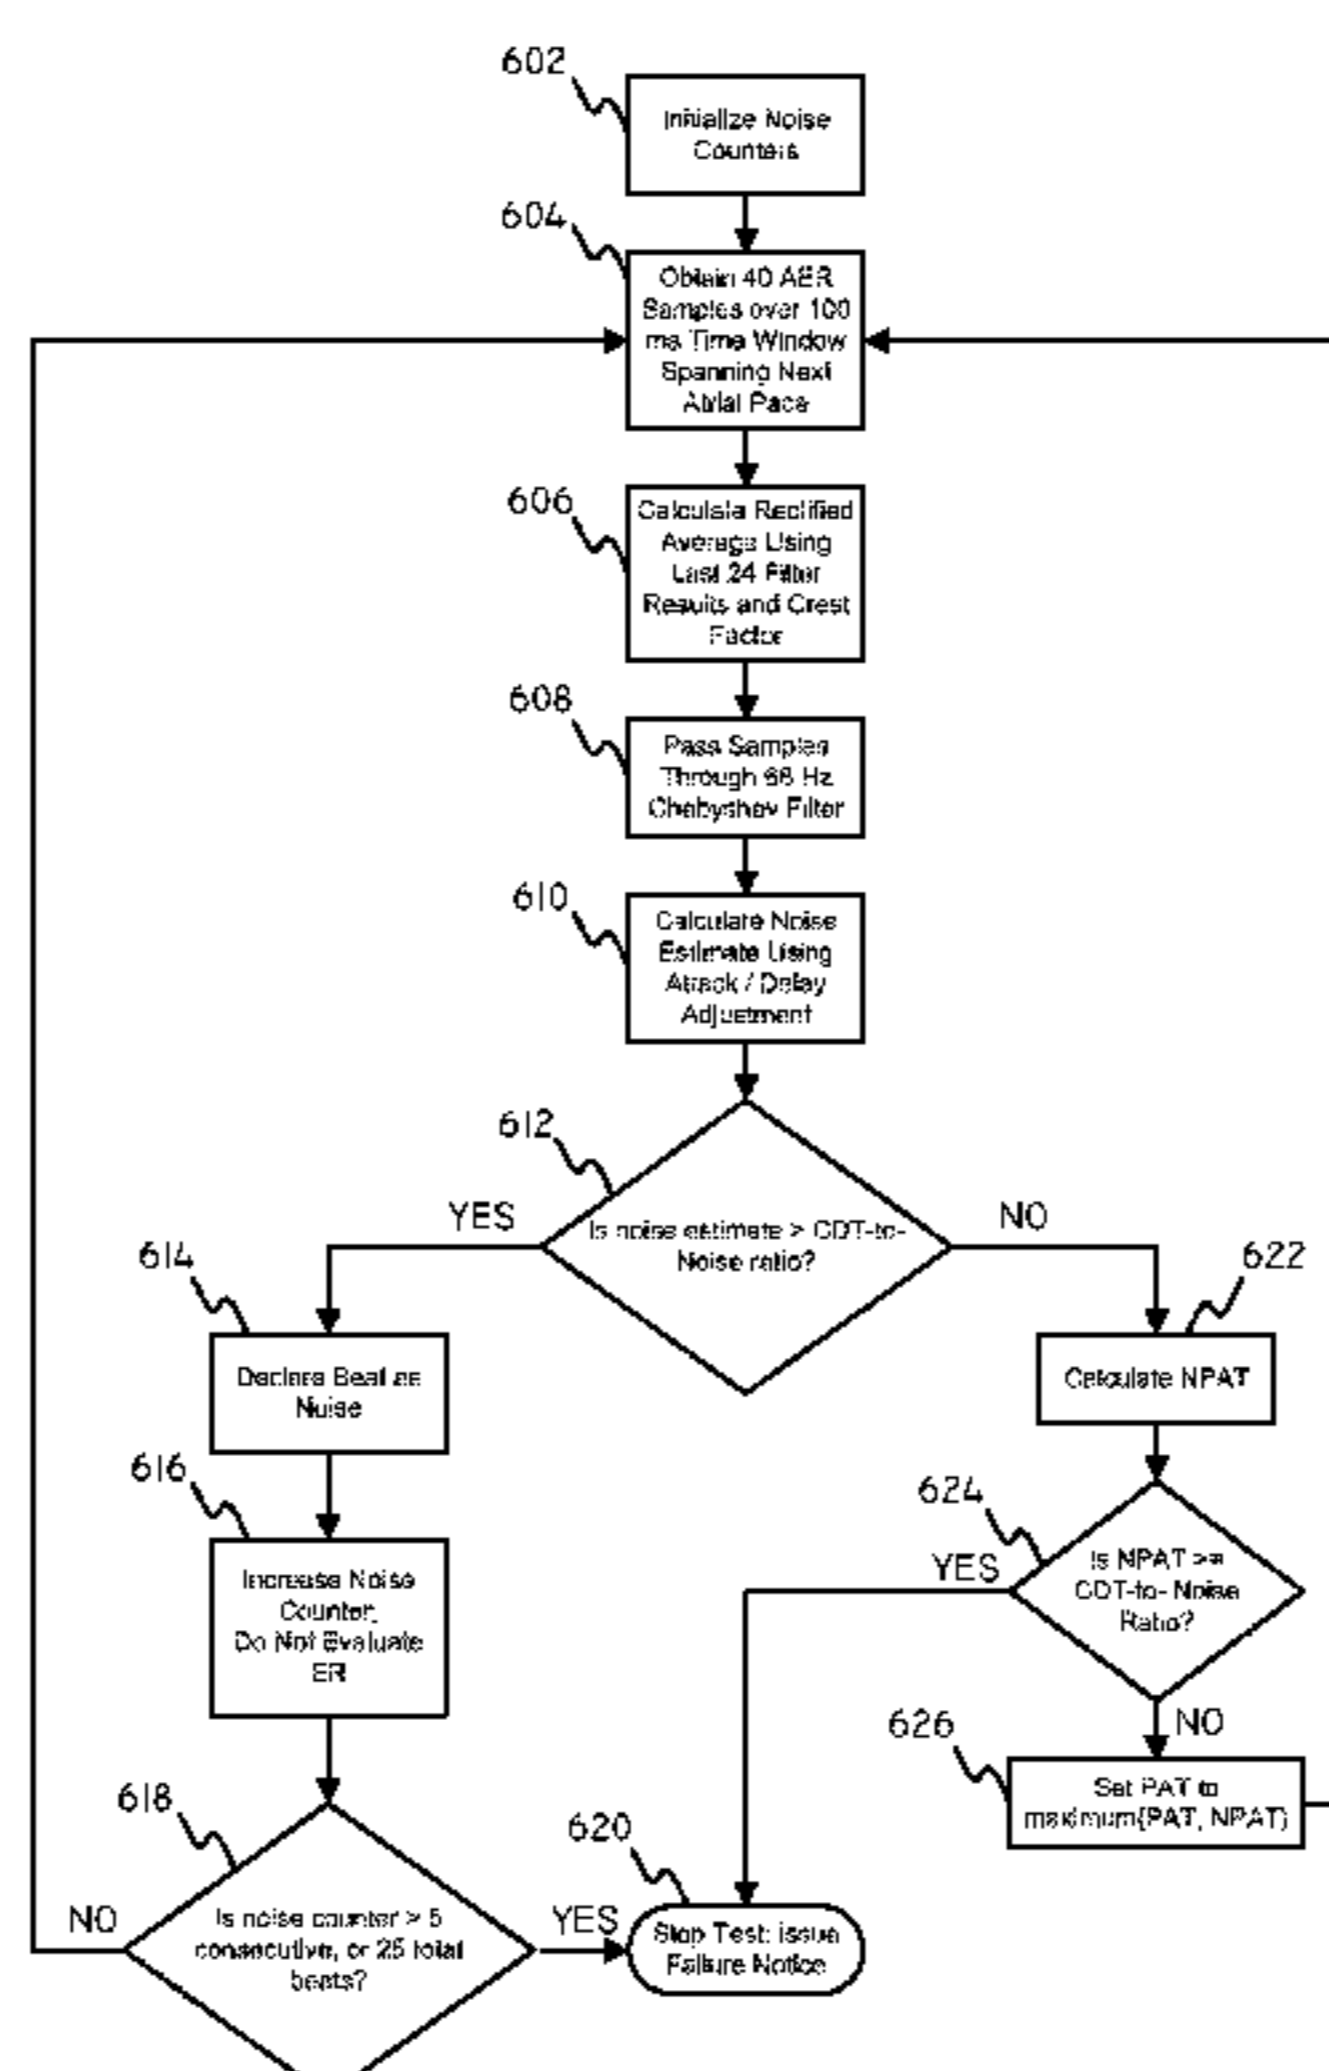 602
Initialize Noise
Counters
604
Obtain 40 AER
Samples over 100
ms Time Window
Spanning Next
Atrial Pace
606
Calculate Rectified
Average Using
Last 24 Filter
Results and Crest
Factor
608
Pass Samples
Through 66 Hz
Chebyshev Filter
610
Calculate Noise
Estimate Using
Attack / Delay
Adjustment
612
YES
Is noise estimate > CDT-to-
Noise ratio?
NO
614
Declare Beat as
Noise
622
Calculate NPAT
616
Increase Noise
Counter,
Do Not Evaluate
ER
624
YES
Is NPAT >=
CDT-to- Noise
Ratio?
NO
626
Set PAT to
maximum(PAT, NPAT)
618
NO
Is noise counter > 5
consecutive, or 25 total
beats?
YES
620
Stop Test: issue
Failure Notice